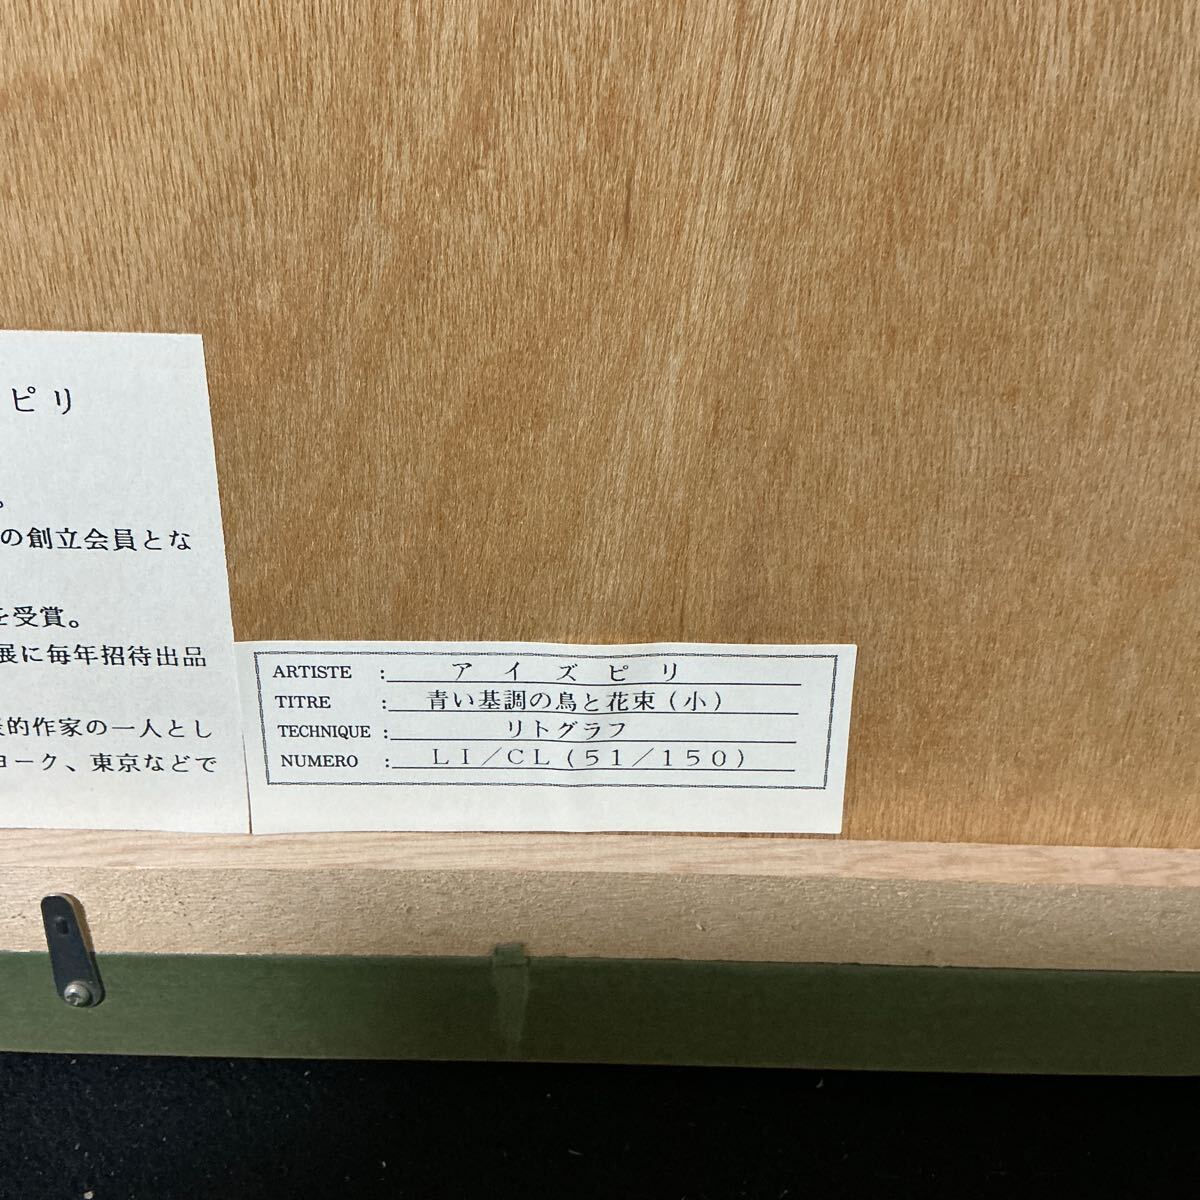 ピリ
。
の創立会員とな
を受賞。
展に毎年招待出品
的作家の一人とし
ヨーク、東京などで
ARTISTE : アイズピリ
TITRE : 青い基調の鳥と花束(小)
TECHNIQUE : リトグラフ
NUMERO : LI/CL(51/150)